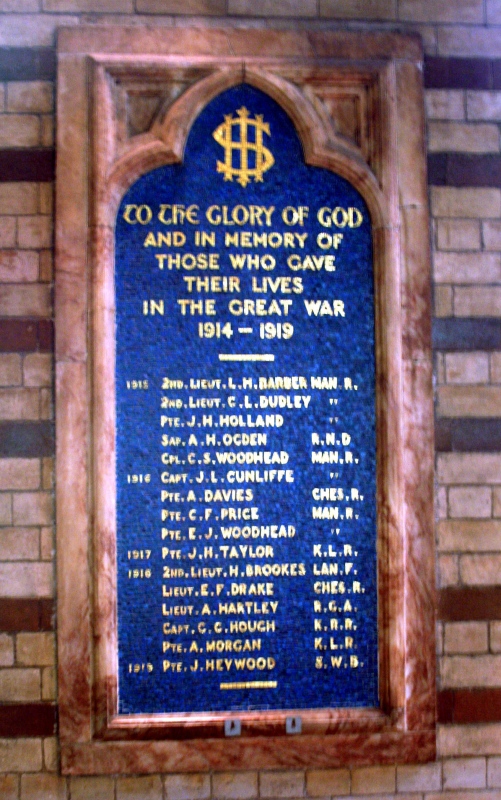 IHS
TO THE GLORY OF GOD
AND IN MEMORY OF
THOSE WHO GAVE
THEIR LIVES
IN THE GREAT WAR
1914 – 1919
1915 2ND. LIEUT. L. H. BARBER MAN. R.
2ND. LIEUT. C. L. DUDLEY "
PTE. J. H. HOLLAND "
SAP. A. H. OGDEN R.N.D
CPL. C. S. WOODHEAD MAN. R.
1916 CAPT. J. L. CUNLIFFE "
PTE. A. DAVIES CHES. R.
PTE. C. F. PRICE MAN. R.
PTE. E. J. WOODHEAD "
1917 PTE. J. H. TAYLOR K.L.R.
1918 2ND. LIEUT. H. BROOKES LAN. F.
LIEUT. E. F. DRAKE CHES. R.
LIEUT. A. HARTLEY R.G.A.
CAPT. G. G. HOUGH K.R.R.
PTE. A. MORGAN K.L.R
1919 PTE. J. HEYWOOD S.W.B.